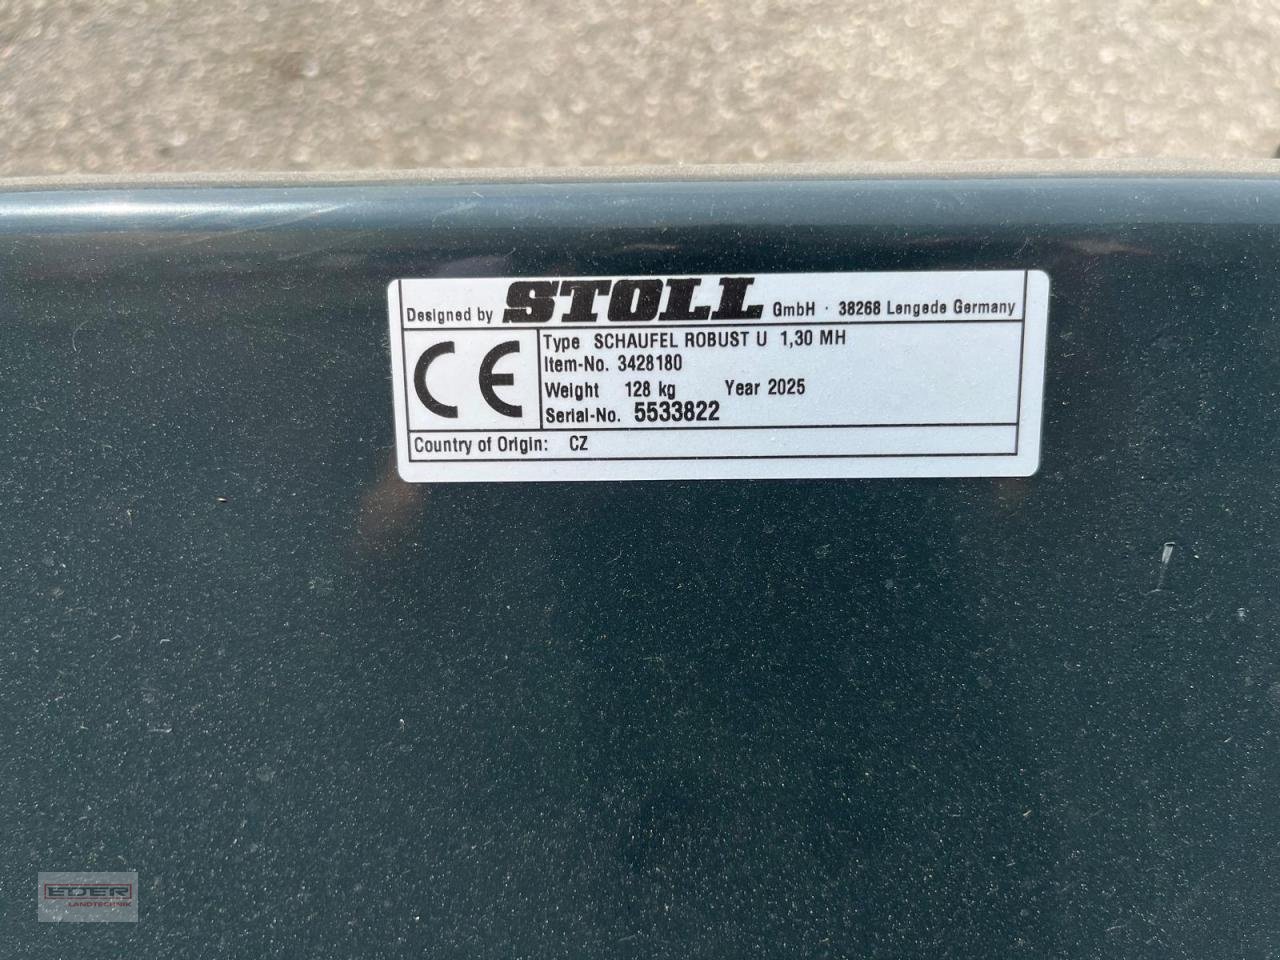 Designed by STOLL GmbH · 38268 Lengede Germany
CE
Type SCHAUFEL ROBUST U 1,30 MH
Item-No. 3428180
Weight 128 kg Year 2025
Serial-No. 5533822
Country of Origin: CZ
EDER
LANDTECHNIK